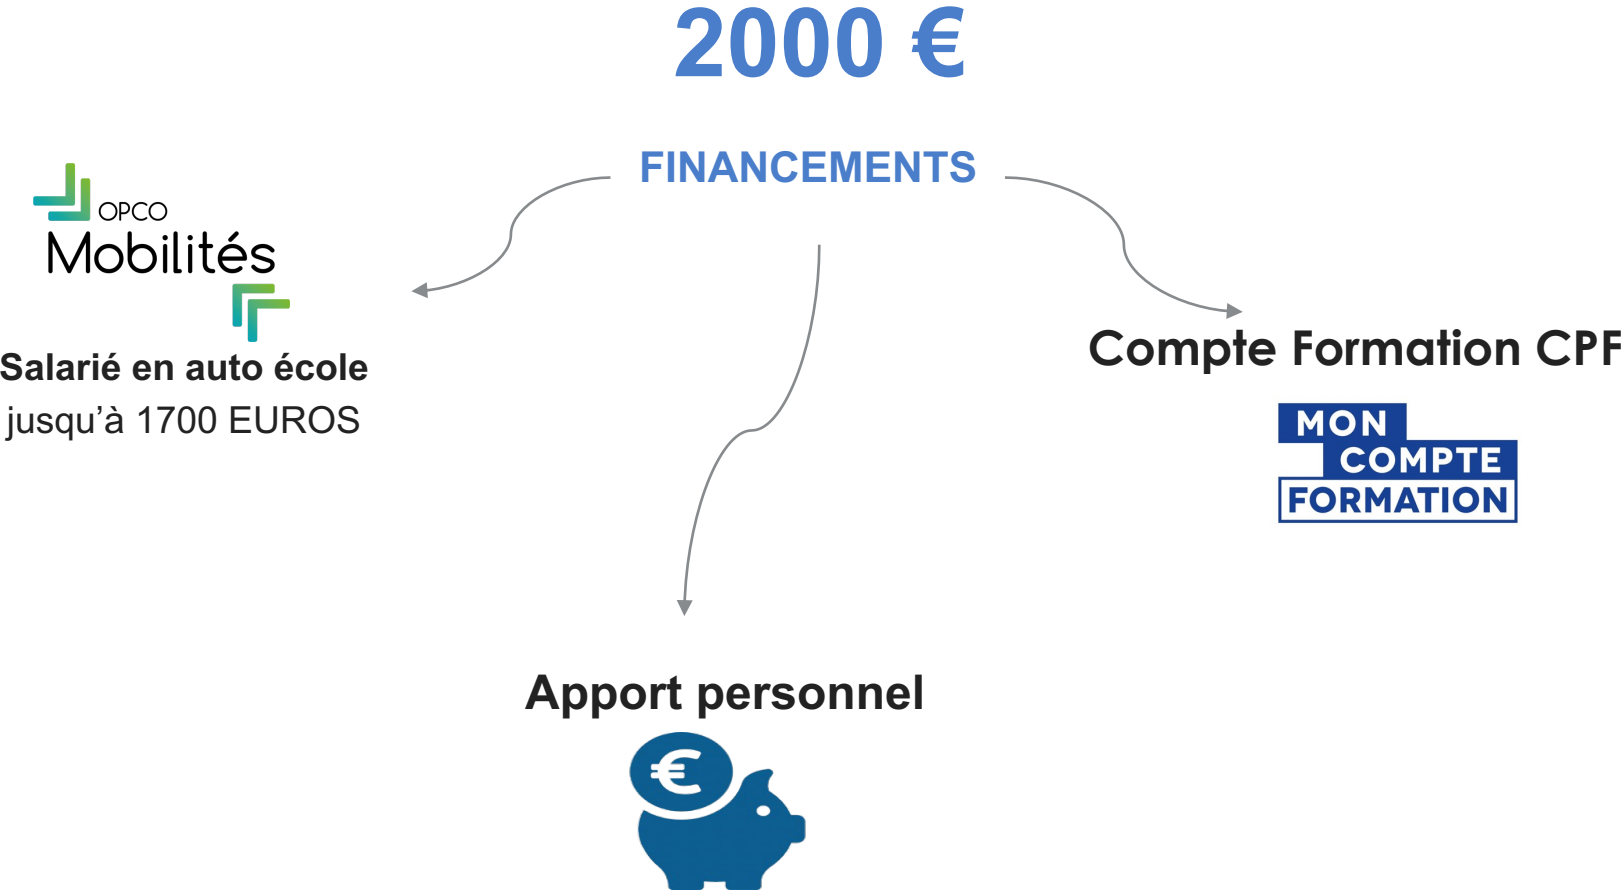 2000 €
FINANCEMENTS
OPCO
Mobilités
Salarié en auto école
jusqu’à 1700 EUROS
Compte Formation CPF
MON
COMPTE
FORMATION
Apport personnel
€